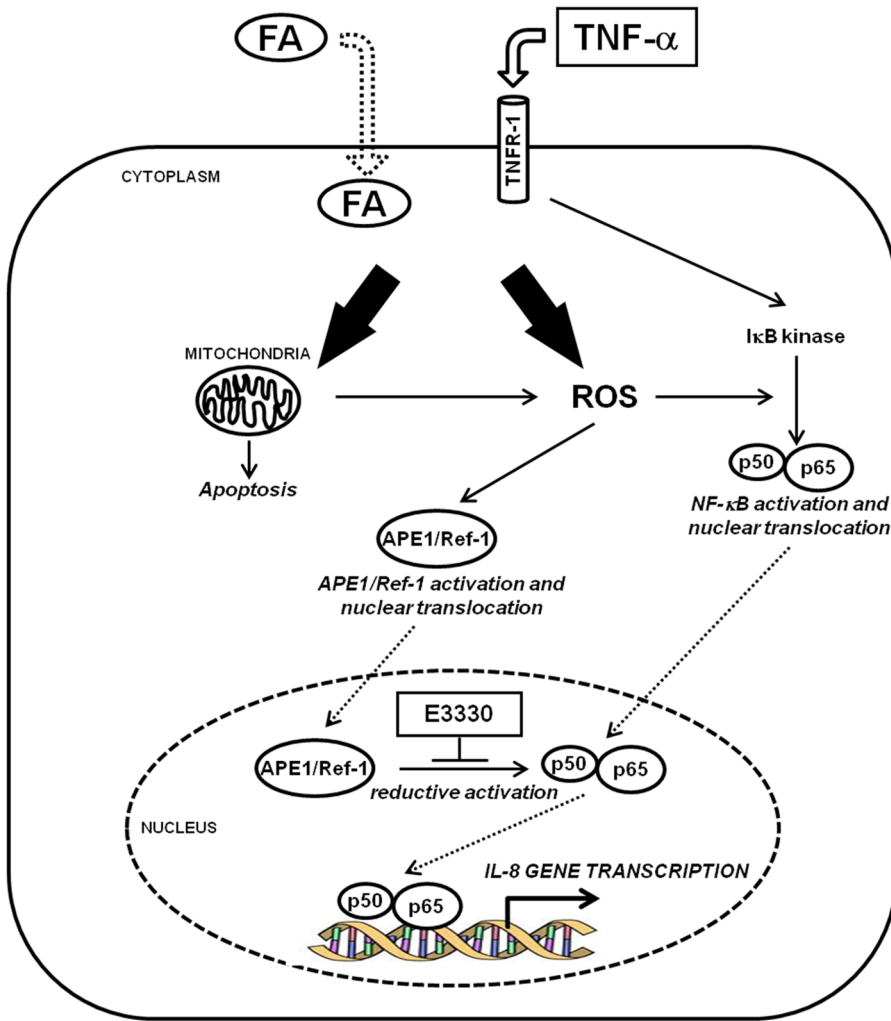 FA
TNF-α
TNFR-1
CYTOPLASM
FA
IκB kinase
MITOCHONDRIA
ROS
p50
p65
Apoptosis
NF-κB activation and
nuclear translocation
APE1/Ref-1
APE1/Ref-1 activation and
nuclear translocation
E3330
APE1/Ref-1
p50
p65
reductive activation
NUCLEUS
IL-8 GENE TRANSCRIPTION
p50
p65